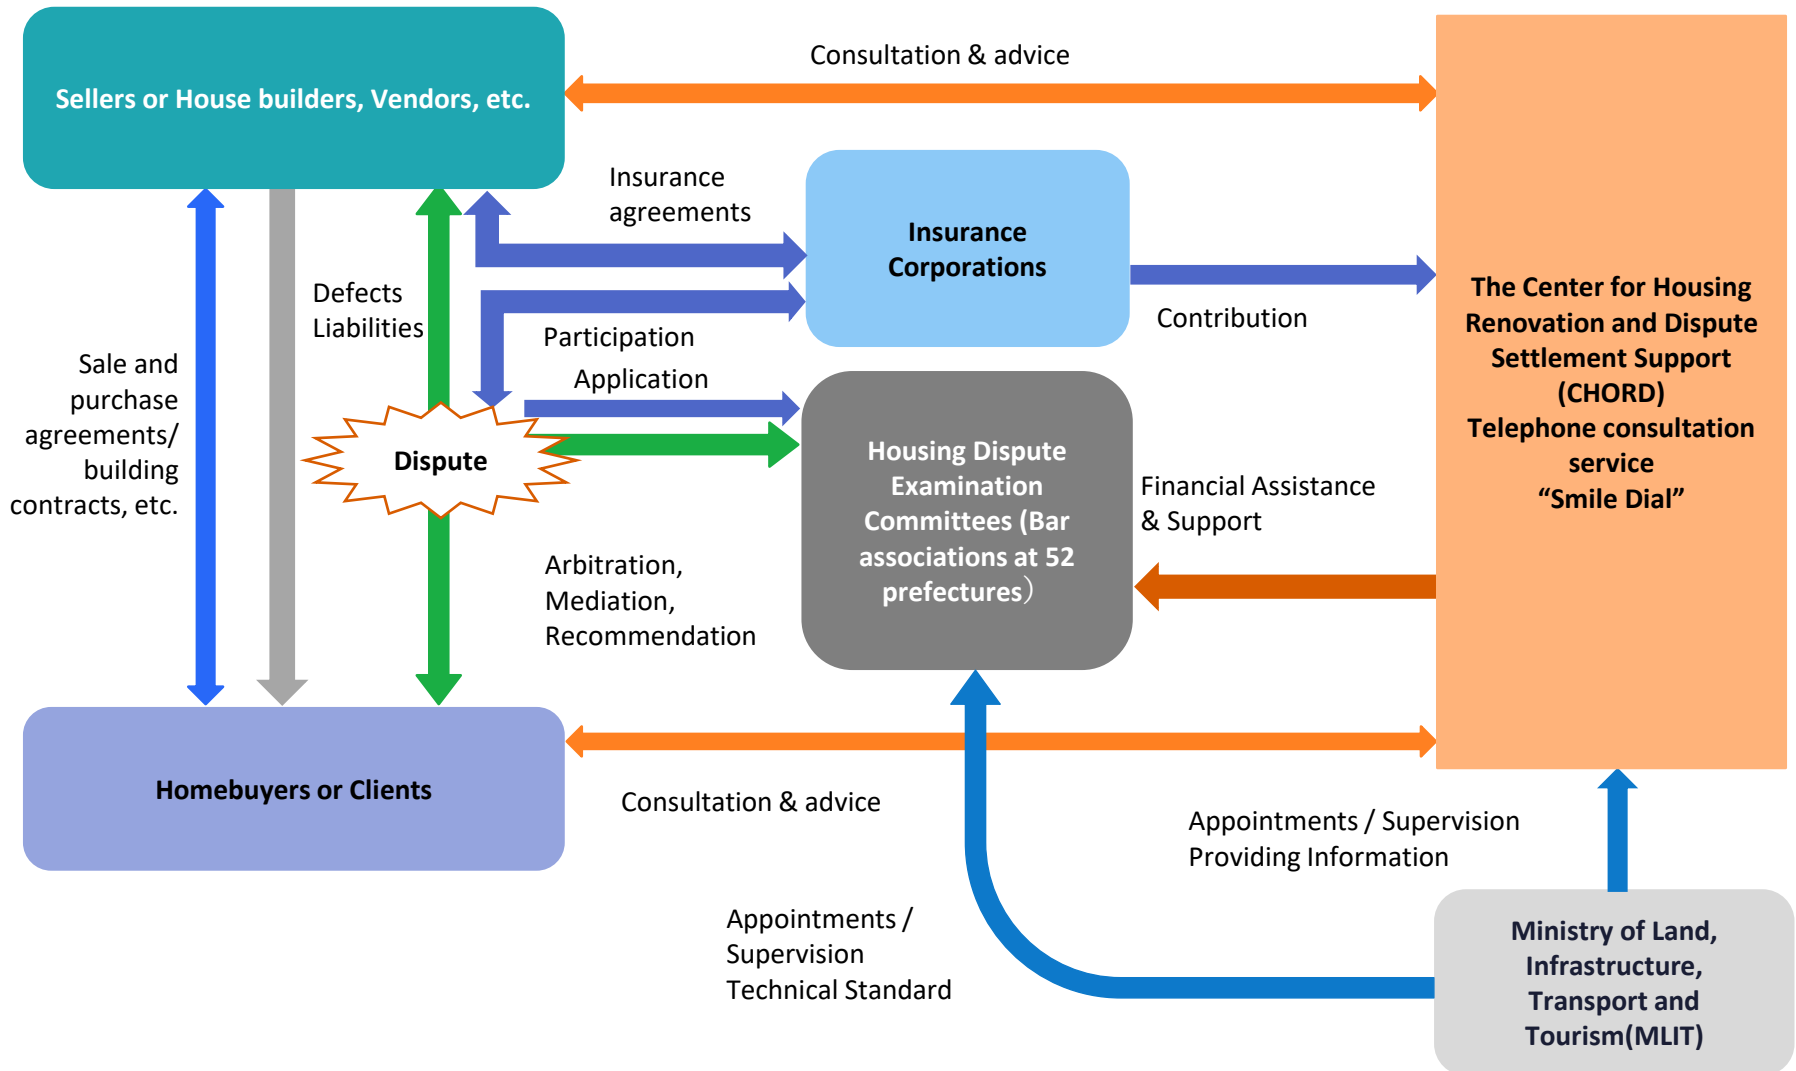 Sellers or House builders, Vendors, etc.
Consultation & advice
Insurance
agreements
Insurance
Corporations
Contribution
The Center for Housing
Renovation and Dispute
Settlement Support
(CHORD)
Telephone consultation
service
“Smile Dial”
Defects
Liabilities
Participation
Application
Sale and
purchase
agreements/
building
contracts, etc.
Dispute
Housing Dispute
Examination
Committees (Bar
associations at 52
prefectures）
Financial Assistance
& Support
Arbitration,
Mediation,
Recommendation
Homebuyers or Clients
Consultation & advice
Appointments / Supervision
Providing Information
Appointments /
Supervision
Technical Standard
Ministry of Land,
Infrastructure,
Transport and
Tourism(MLIT)